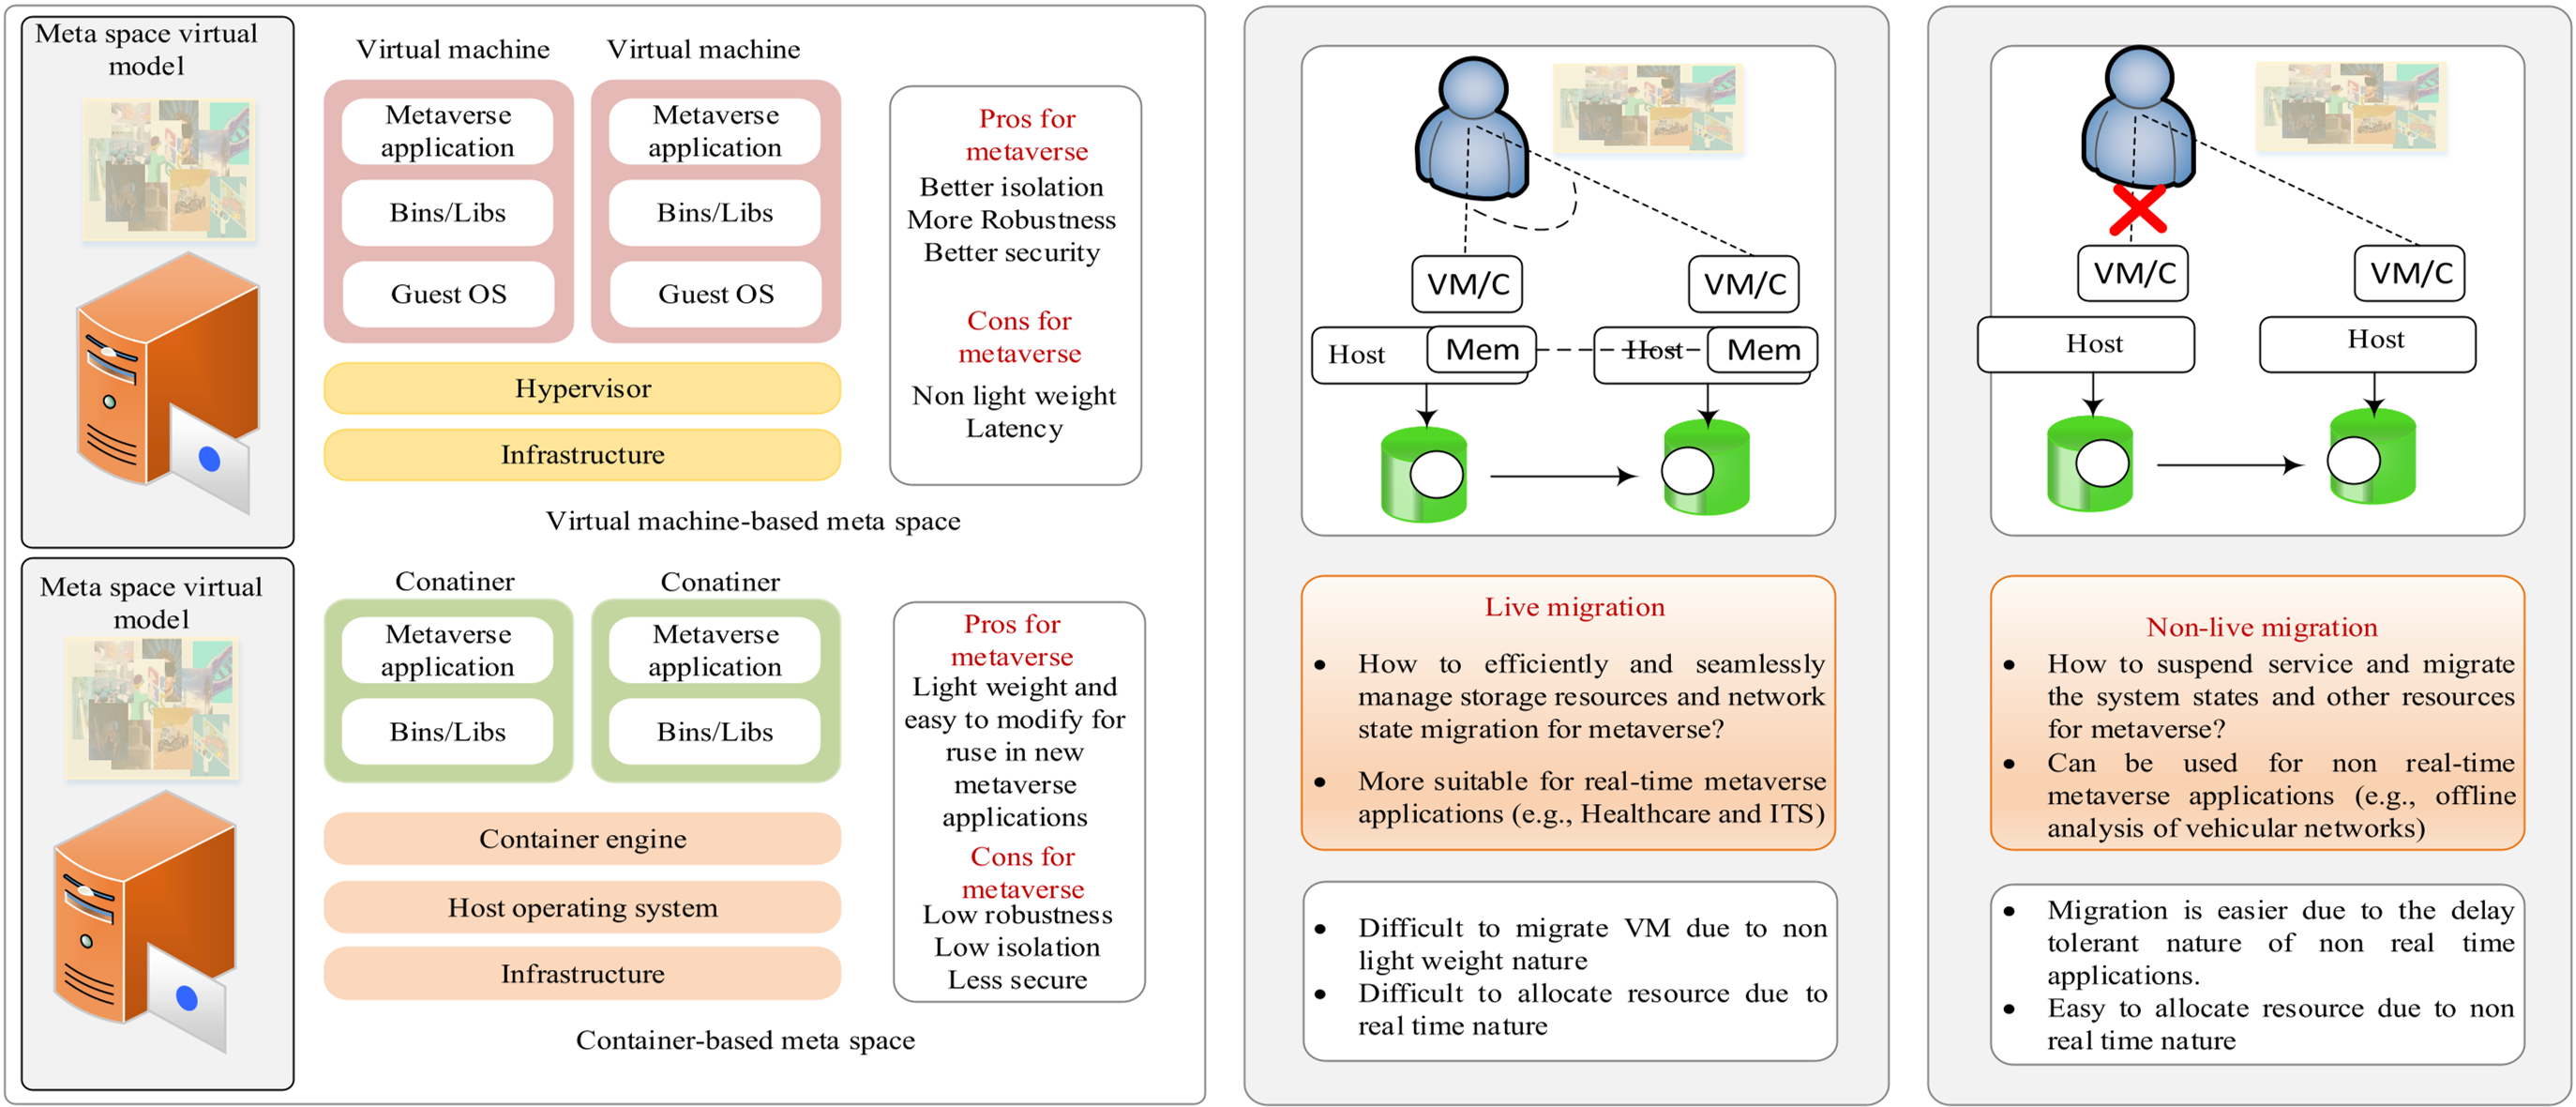 Meta space virtual
model
Virtual machine
Virtual machine
Metaverse
application
Bins/Libs
Guest OS
Metaverse
application
Bins/Libs
Guest OS
Hypervisor
Infrastructure
Virtual machine-based meta space
Pros for
metaverse
Better isolation
More Robustness
Better security
Cons for
metaverse
Non light weight
Latency
Meta space virtual
model
Conatiner
Conatiner
Metaverse
application
Bins/Libs
Metaverse
application
Bins/Libs
Container engine
Host operating system
Infrastructure
Container-based meta space
Pros for
metaverse
Light weight and
easy to modify for
ruse in new
metaverse
applications
Cons for
metaverse
Low robustness
Low isolation
Less secure
VM/C
VM/C
Host
Mem
Host
Mem
Live migration
• How to efficiently and seamlessly
manage storage resources and network
state migration for metaverse?
• More suitable for real-time metaverse
applications (e.g., Healthcare and ITS)
• Difficult to migrate VM due to non
light weight nature
• Difficult to allocate resource due to
real time nature
VM/C
VM/C
Host
Host
Non-live migration
• How to suspend service and migrate
the system states and other resources
for metaverse?
• Can be used for non real-time
metaverse applications (e.g., offline
analysis of vehicular networks)
• Migration is easier due to the delay
tolerant nature of non real time
applications.
• Easy to allocate resource due to non
real time nature